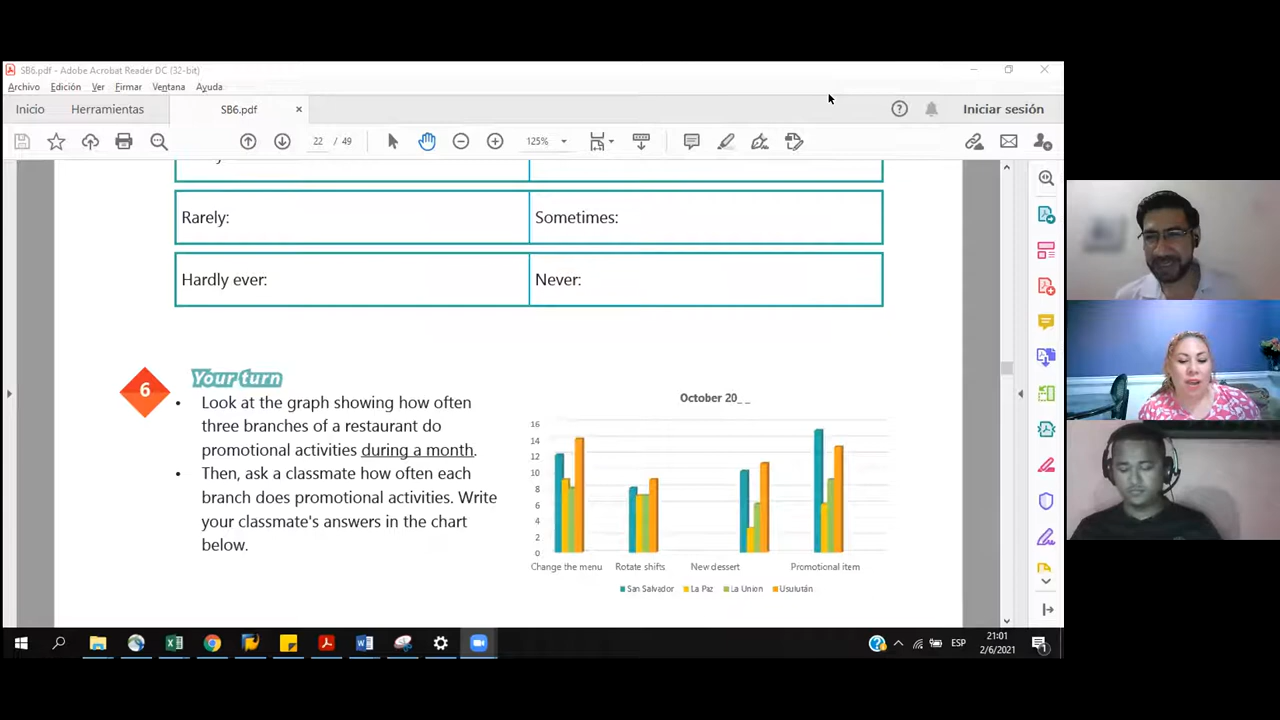 SB6.pdf - Adobe Acrobat Reader DC (32-bit)
Archivo Edición Ver Firmar Ventana Ayuda
Inicio Herramientas SB6.pdf × Iniciar sesión
22 / 49 125%
Rarely: Sometimes:
Hardly ever: Never:
6 Your turn
• Look at the graph showing how often
three branches of a restaurant do
promotional activities during a month.
• Then, ask a classmate how often each
branch does promotional activities. Write
your classmate's answers in the chart
below.
October 20_ _
16
14
12
10
8
6
4
2
0
Change the menu Rotate shifts New dessert Promotional item
San Salvador La Paz La Union Usulután
ESP
21:01
2/6/2021
1